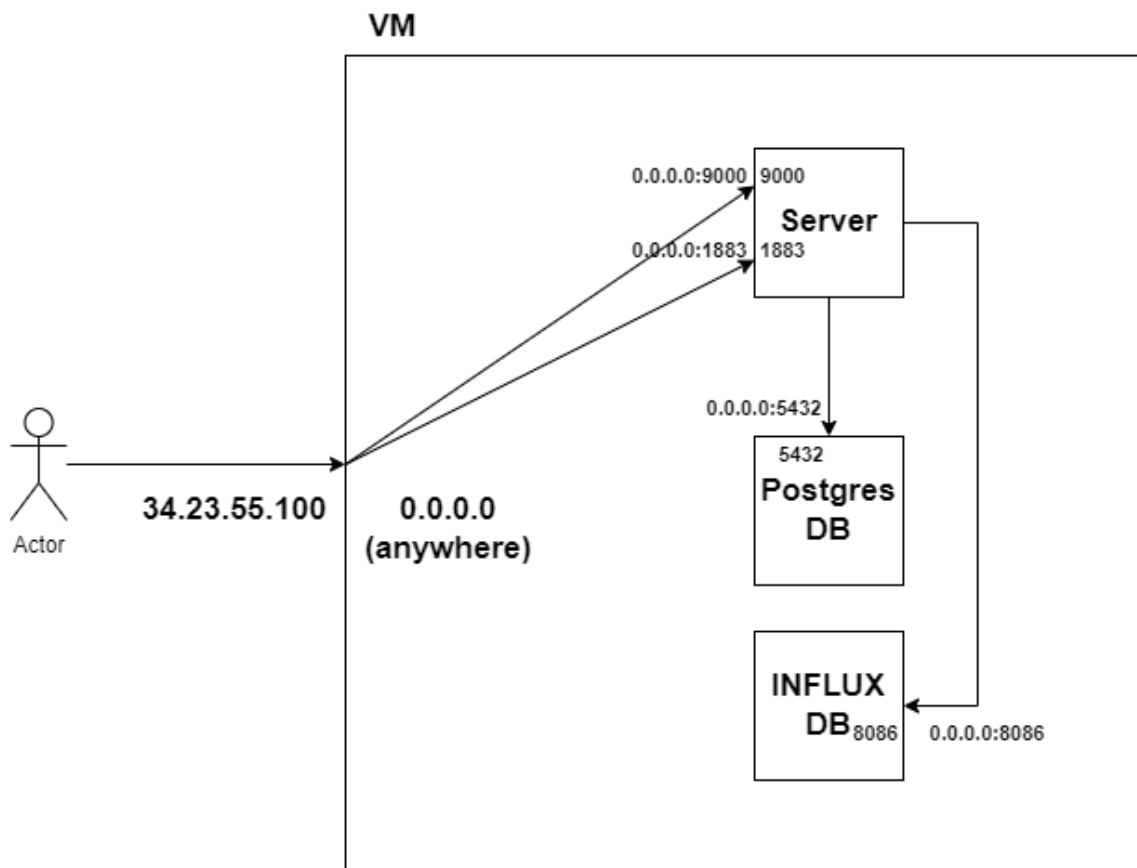 VM
0.0.0.0:9000 9000
Server
0.0.0.0:1883 1883
0.0.0.0:5432
5432
Postgres
DB
34.23.55.100
0.0.0.0
(anywhere)
Actor
INFLUX
DB
8086
0.0.0.0:8086